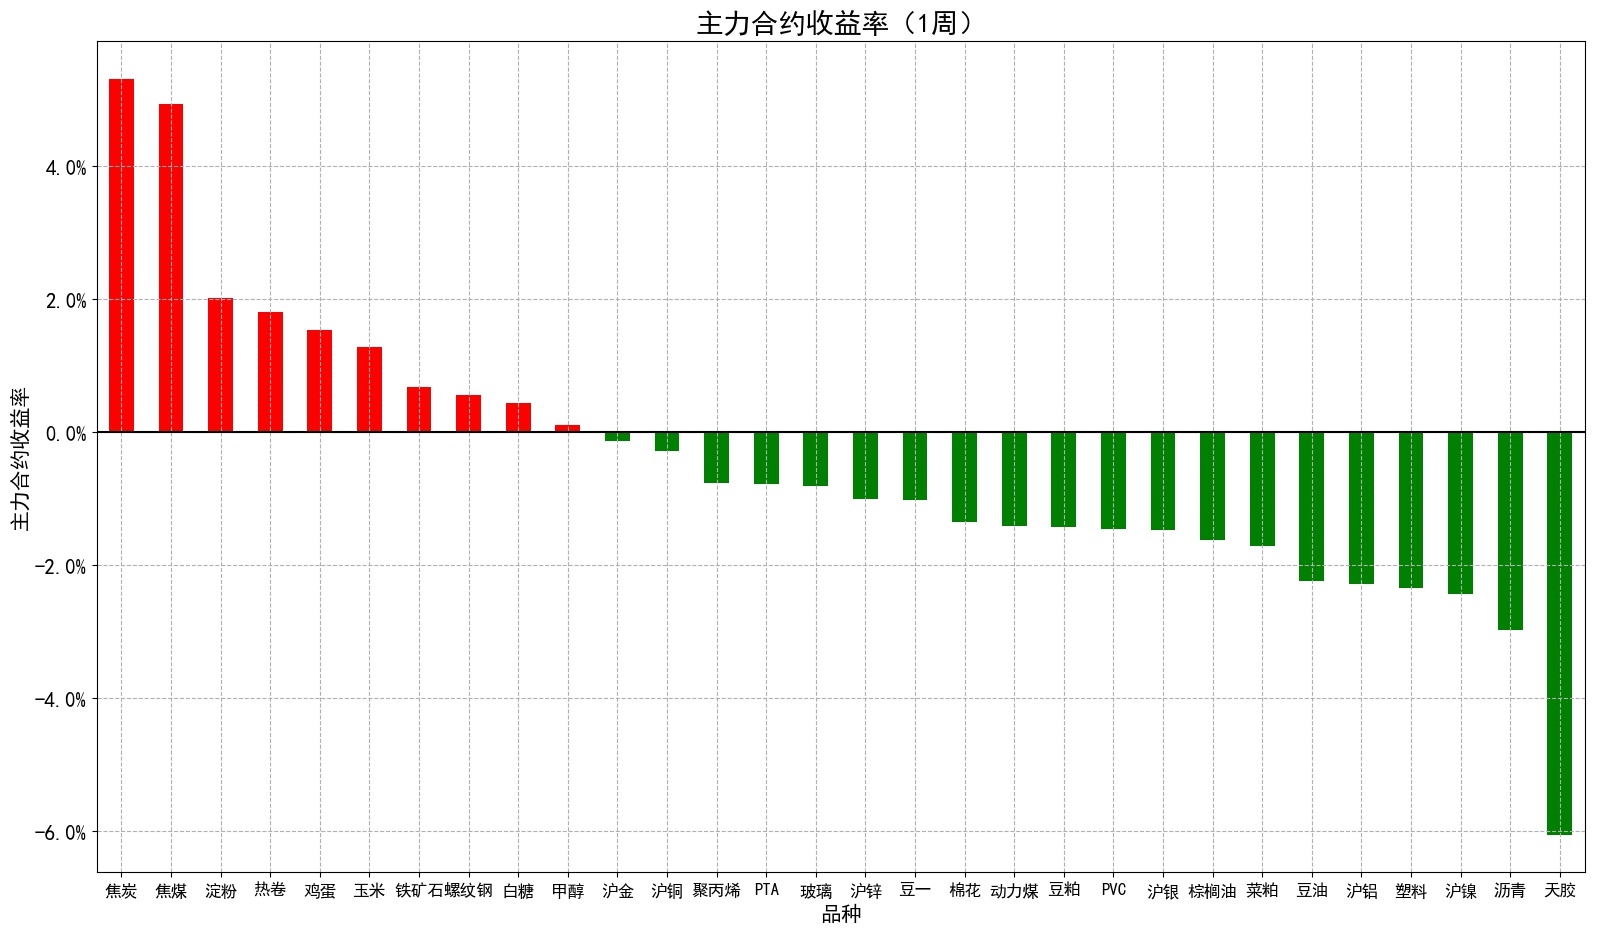 主力合约收益率（1周）
主力合约收益率
4.0%
2.0%
0.0%
−2.0%
−4.0%
−6.0%
焦炭 焦煤 淀粉 热卷 鸡蛋 玉米 铁矿石 螺纹钢 白糖 甲醇 沪金 沪铜 聚丙烯 PTA 玻璃 沪锌 豆一 棉花 动力煤 豆粕 PVC 沪银 棕榈油 菜粕 豆油 沪铝 塑料 沪镍 沥青 天胶
品种